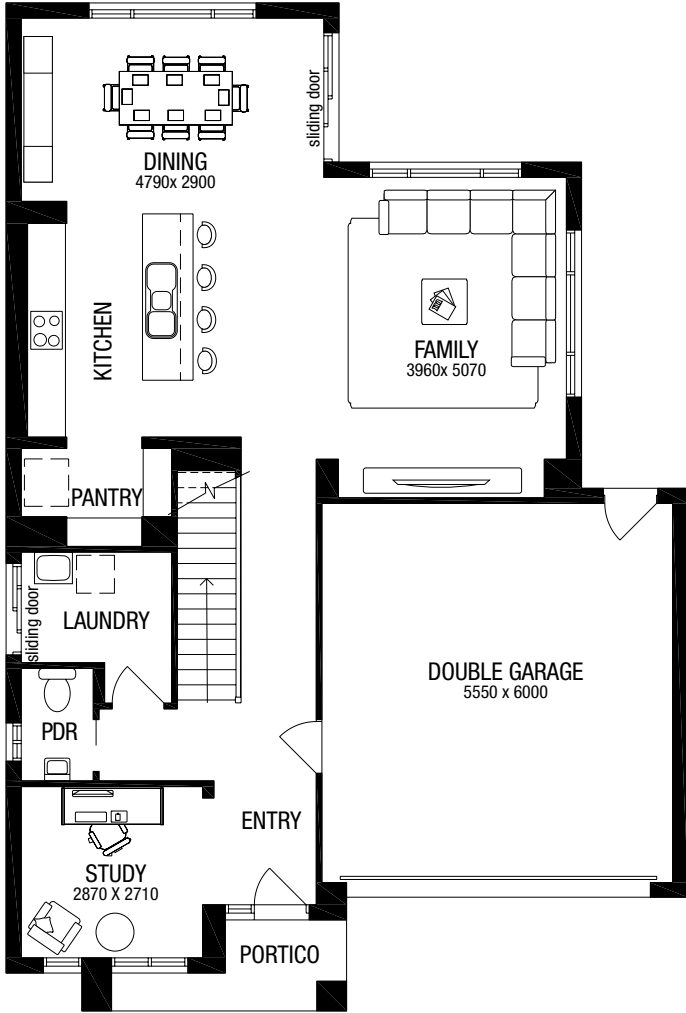 sliding door
DINING
4790x 2900
KITCHEN
FAMILY
3960x 5070
PANTRY
N
sliding door
LAUNDRY
DOUBLE GARAGE
5550 x 6000
PDR
ENTRY
STUDY
2870 X 2710
PORTICO